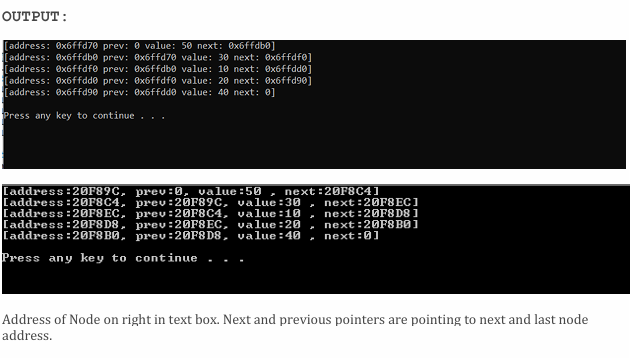 OUTPUT:
[address: 0x6ffd70 prev: 0 value: 50 next: 0x6ffdb0]
[address: 0x6ffdb0 prev: 0x6ffd70 value: 30 next: 0x6ffdf0]
[address: 0x6ffdf0 prev: 0x6ffdb0 value: 10 next: 0x6ffdd0]
[address: 0x6ffdd0 prev: 0x6ffdf0 value: 20 next: 0x6ffd90]
[address: 0x6ffd90 prev: 0x6ffdd0 value: 40 next: 0]
Press any key to continue . . .
[address:20F89C, prev:0, value:50 , next:20F8C4]
[address:20F8C4, prev:20F89C, value:30 , next:20F8EC]
[address:20F8EC, prev:20F8C4, value:10 , next:20F8D8]
[address:20F8D8, prev:20F8EC, value:20 , next:20F8B0]
[address:20F8B0, prev:20F8D8, value:40 , next:0]
Press any key to continue . . .
Address of Node on right in text box. Next and previous pointers are pointing to next and last node
address.